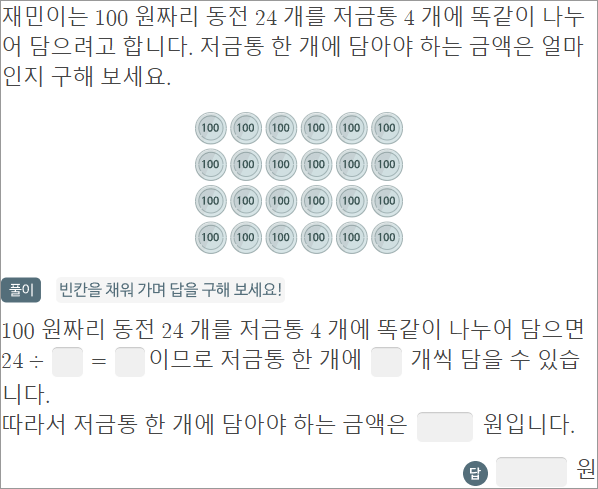 재민이는 100 원짜리 동전 24 개를 저금통 4 개에 똑같이 나누
어 담으려고 합니다. 저금통 한 개에 담아야 하는 금액은 얼마
인지 구해 보세요.
100 100 100 100 100 100
100 100 100 100 100 100
100 100 100 100 100 100
100 100 100 100 100 100
풀이 빈칸을 채워 가며 답을 구해 보세요!
100 원짜리 동전 24 개를 저금통 4 개에 똑같이 나누어 담으면
24 ÷ = 이므로 저금통 한 개에 개씩 담을 수 있습
니다.
따라서 저금통 한 개에 담아야 하는 금액은 원입니다.
답 원